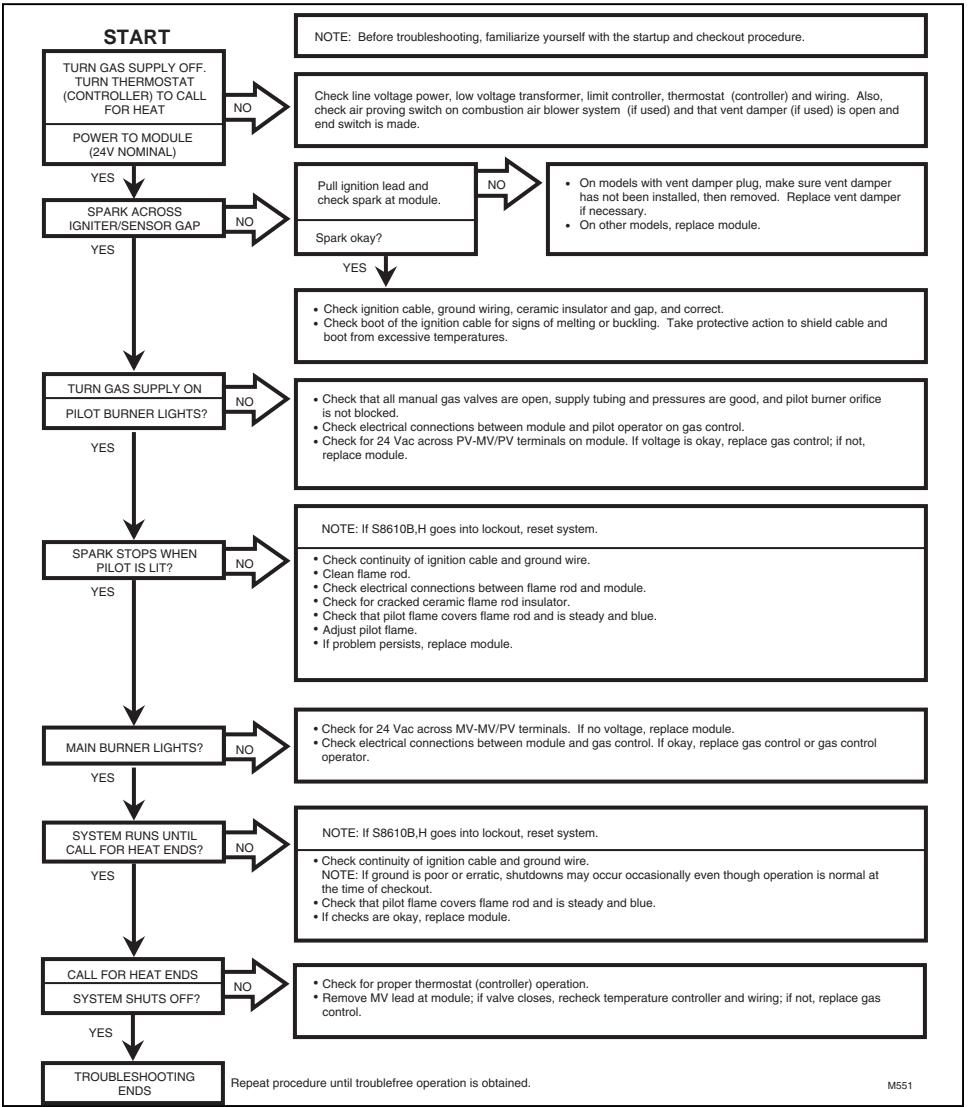 START
NOTE: Before troubleshooting, familiarize yourself with the startup and checkout procedure.
TURN GAS SUPPLY OFF.
TURN THERMOSTAT
(CONTROLLER) TO CALL
FOR HEAT
POWER TO MODULE
(24V NOMINAL)
NO
Check line voltage power, low voltage transformer, limit controller, thermostat (controller) and wiring. Also,
check air proving switch on combustion air blower system (if used) and that vent damper (if used) is open and
end switch is made.
YES
SPARK ACROSS
IGNITER/SENSOR GAP
NO
Pull ignition lead and
check spark at module.
Spark okay?
NO
• On models with vent damper plug, make sure vent damper
has not been installed, then removed. Replace vent damper
if necessary.
• On other models, replace module.
YES
YES
• Check ignition cable, ground wiring, ceramic insulator and gap, and correct.
• Check boot of the ignition cable for signs of melting or buckling. Take protective action to shield cable and
boot from excessive temperatures.
TURN GAS SUPPLY ON
PILOT BURNER LIGHTS?
NO
• Check that all manual gas valves are open, supply tubing and pressures are good, and pilot burner orifice
is not blocked.
• Check electrical connections between module and pilot operator on gas control.
• Check for 24 Vac across PV-MV/PV terminals on module. If voltage is okay, replace gas control; if not,
replace module.
YES
SPARK STOPS WHEN
PILOT IS LIT?
NO
NOTE: If S8610B,H goes into lockout, reset system.
• Check continuity of ignition cable and ground wire.
• Clean flame rod.
• Check electrical connections between flame rod and module.
• Check for cracked ceramic flame rod insulator.
• Check that pilot flame covers flame rod and is steady and blue.
• Adjust pilot flame.
• If problem persists, replace module.
YES
MAIN BURNER LIGHTS?
NO
• Check for 24 Vac across MV-MV/PV terminals. If no voltage, replace module.
• Check electrical connections between module and gas control. If okay, replace gas control or gas control
operator.
YES
SYSTEM RUNS UNTIL
CALL FOR HEAT ENDS?
NO
NOTE: If S8610B,H goes into lockout, reset system.
• Check continuity of ignition cable and ground wire.
NOTE: If ground is poor or erratic, shutdowns may occur occasionally even though operation is normal at
the time of checkout.
• Check that pilot flame covers flame rod and is steady and blue.
• If checks are okay, replace module.
YES
CALL FOR HEAT ENDS
SYSTEM SHUTS OFF?
NO
• Check for proper thermostat (controller) operation.
• Remove MV lead at module; if valve closes, recheck temperature controller and wiring; if not, replace gas
control.
YES
TROUBLESHOOTING
ENDS
Repeat procedure until troublefree operation is obtained.
M551